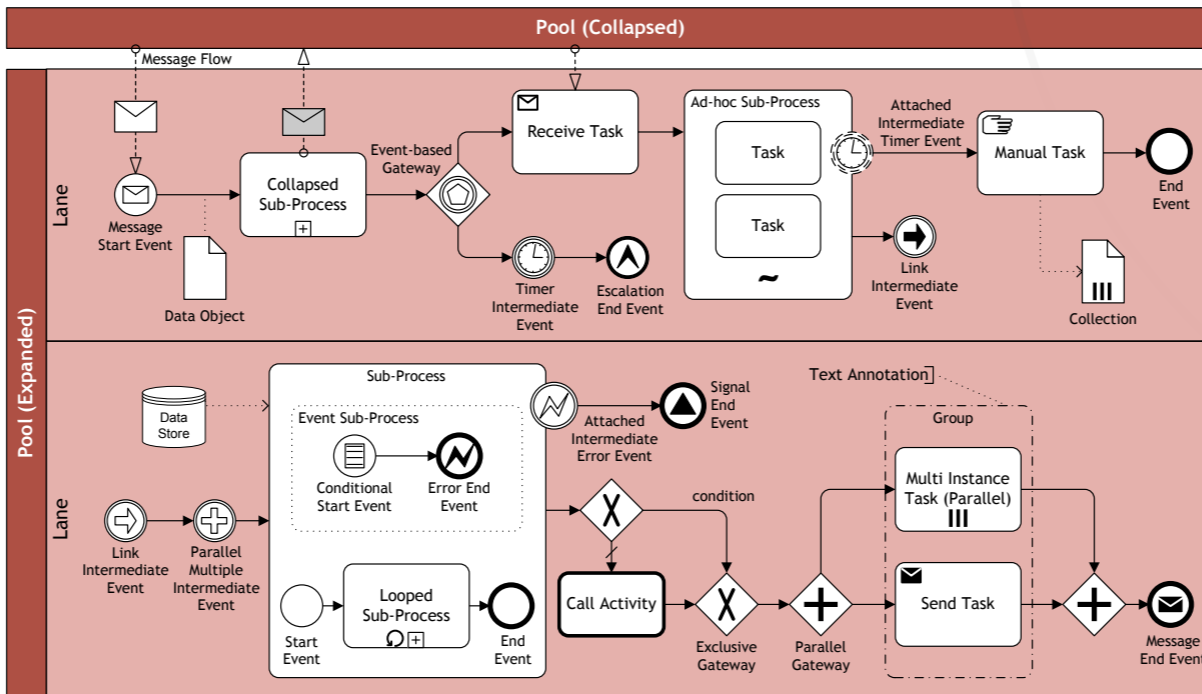 Pool (Collapsed)
Message Flow
Pool (Expanded)
Lane
Message
Start Event
Data Object
Collapsed
Sub-Process
Event-based
Gateway
Receive Task
Timer
Intermediate
Event
Escalation
End Event
Ad-hoc Sub-Process
Task
Task
Attached
Intermediate
Timer Event
Link
Intermediate
Event
Manual Task
End
Event
Collection
Lane
Data
Store
Link
Intermediate
Event
Parallel
Multiple
Intermediate
Event
Sub-Process
Event Sub-Process
Conditional
Start Event
Error End
Event
Start
Event
Looped
Sub-Process
End
Event
Attached
Intermediate
Error Event
Signal
End
Event
condition
Call Activity
Exclusive
Gateway
Parallel
Gateway
Text Annotation
Group
Multi Instance
Task (Parallel)
Send Task
Message
End Event